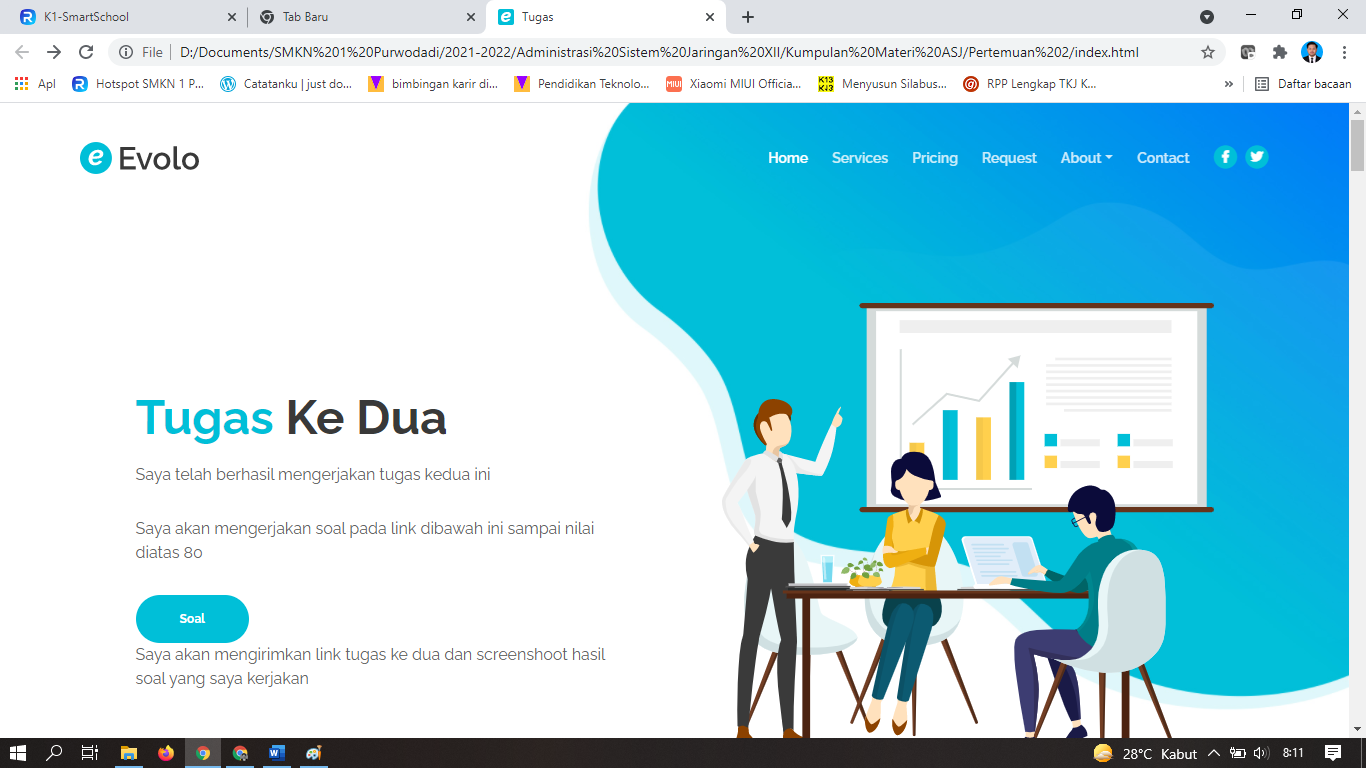 K1-SmartSchool
Tab Baru
Tugas
File
D:/Documents/SMKN%201%20Purwodadi/2021-2022/Administrasi%20Sistem%20Jaringan%20XII/Kumpulan%20Materi%20ASJ/Pertemuan%202/index.html
Apl
Hotspot SMKN 1 P...
Catatanku | just do...
bimbingan karir di...
Pendidikan Teknolo...
MIUI
Xiaomi MIUI Officia...
K13
K13
Menyusun Silabus...
RPP Lengkap TKJ K...
»
Daftar bacaan
e Evolo
Home
Services
Pricing
Request
About
Contact
Tugas Ke Dua
Saya telah berhasil mengerjakan tugas kedua ini
Saya akan mengerjakan soal pada link dibawah ini sampai nilai
diatas 80
Soal
Saya akan mengirimkan link tugas ke dua dan screenshoot hasil
soal yang saya kerjakan
28°C Kabut
8:11